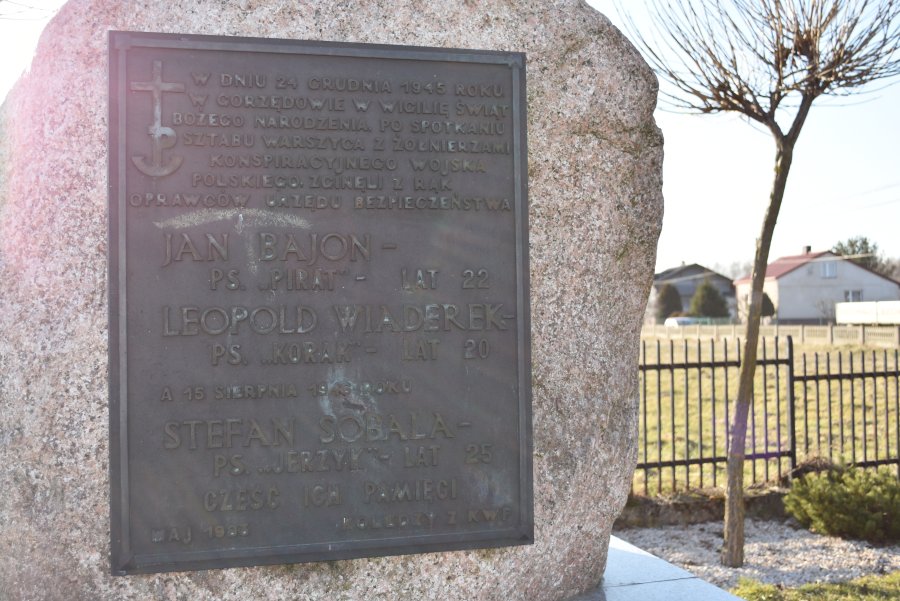 W DNIU 24 GRUDNIA 1945 ROKU
W GORZĘDOWIE W WIGILIĘ ŚWIĄT
BOŻEGO NARODZENIA, PO SPOTKANIU
SZTABU WARSZYCA Z ŻOŁNIERZAMI
KONSPIRACYJNEGO WOJSKA
POLSKIEGO, ZGINĘLI Z RĄK
OPRAWCÓW URZĘDU BEZPIECZEŃSTWA
JAN BAJON –
PS. „PIRAT” – LAT 22
LEOPOLD WIADEREK –
PS. „KORAK” – LAT 20
A 15 SIERPNIA ROKU
STEFAN SOBALA –
PS. „JERZYK” – LAT 25
CZEŚĆ ICH PAMIĘCI
MAJ KOLEDZY Z KWP